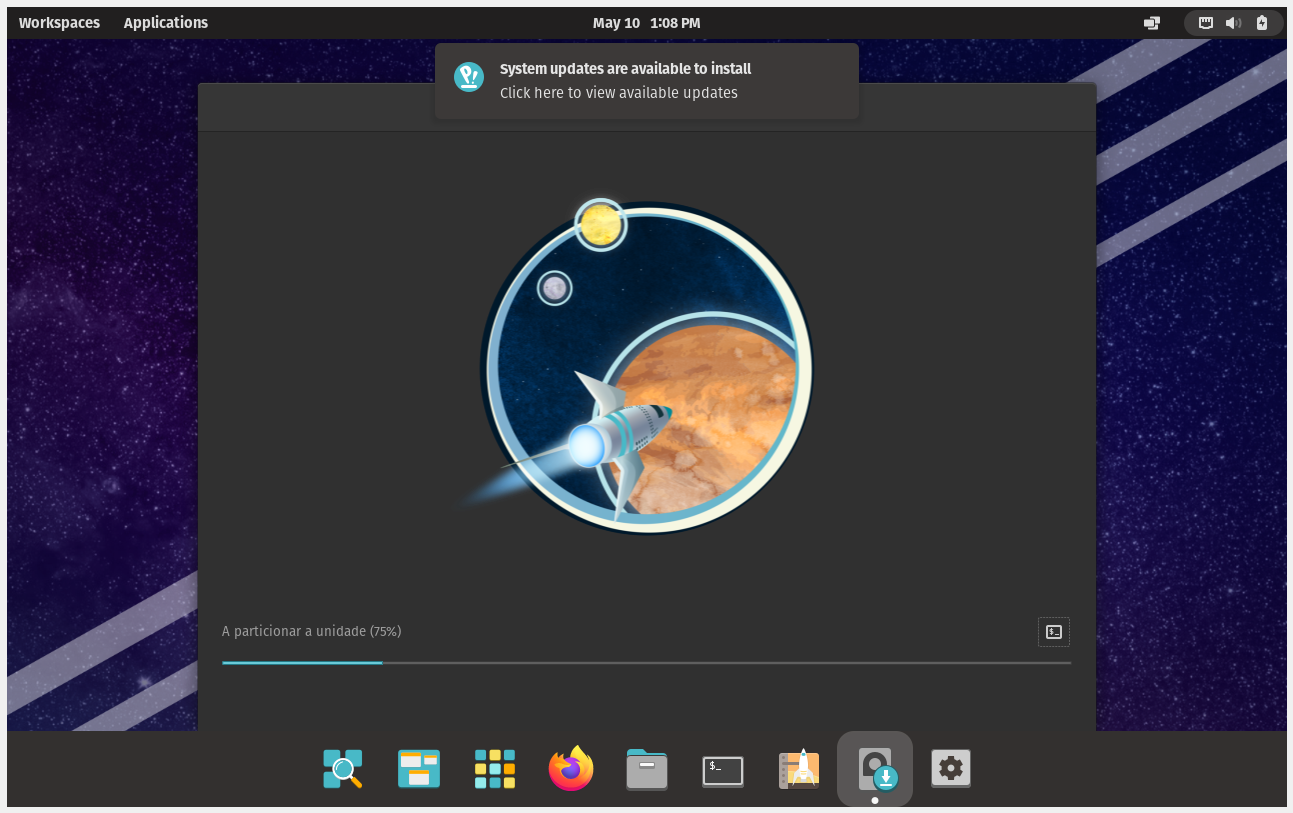 Workspaces Applications May 10 1:08 PM
System updates are available to install
Click here to view available updates
A particionar a unidade (75%)
$_
$_